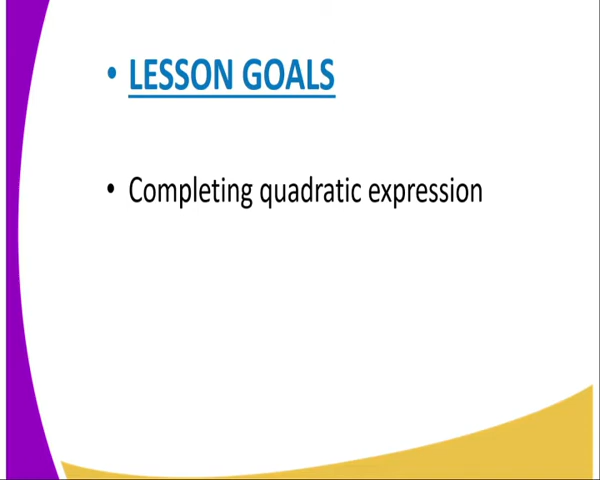 • LESSON GOALS
• Completing quadratic expression